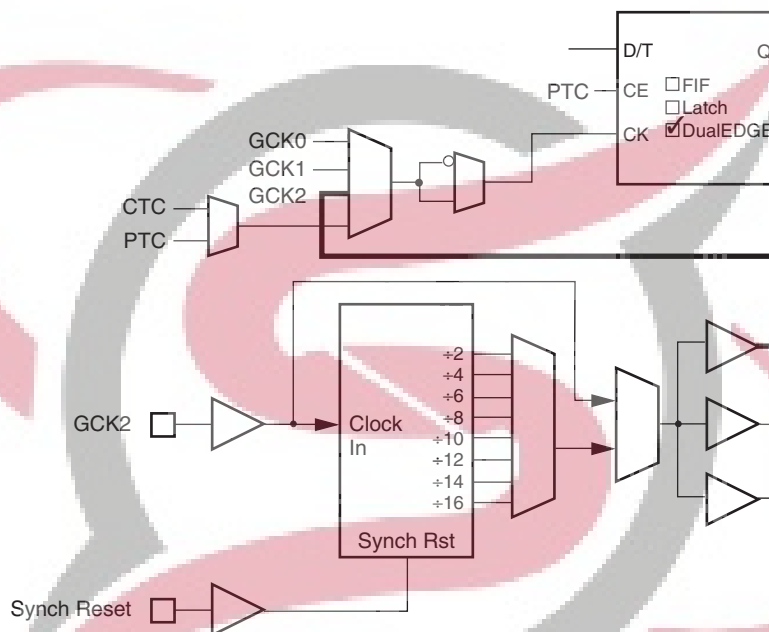 D/T
Q
PTC
CE
FIF
Latch
DualEDGE
CK
GCK0
GCK1
GCK2
CTC
PTC
÷2
÷4
÷6
÷8
÷10
÷12
÷14
÷16
GCK2
Clock
In
Synch Rst
Synch Reset